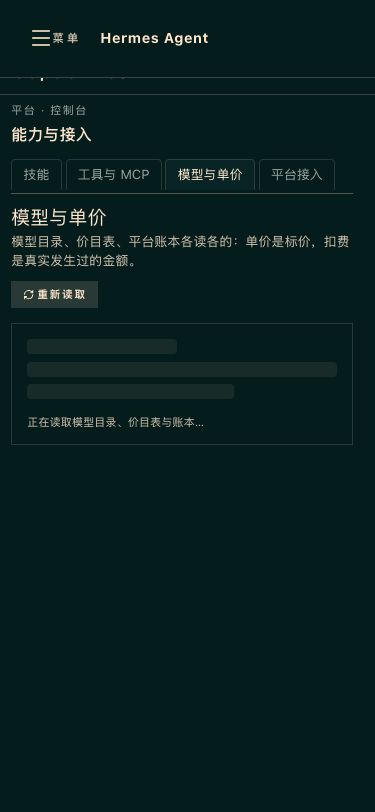 菜单
Hermes Agent
平台 · 控制台
能力与接入
技能
工具与 MCP
模型与单价
平台接入
模型与单价
模型目录、价目表、平台账本各读各的：单价是标价，扣费
是真实发生过的金额。
重新读取
正在读取模型目录、价目表与账本…